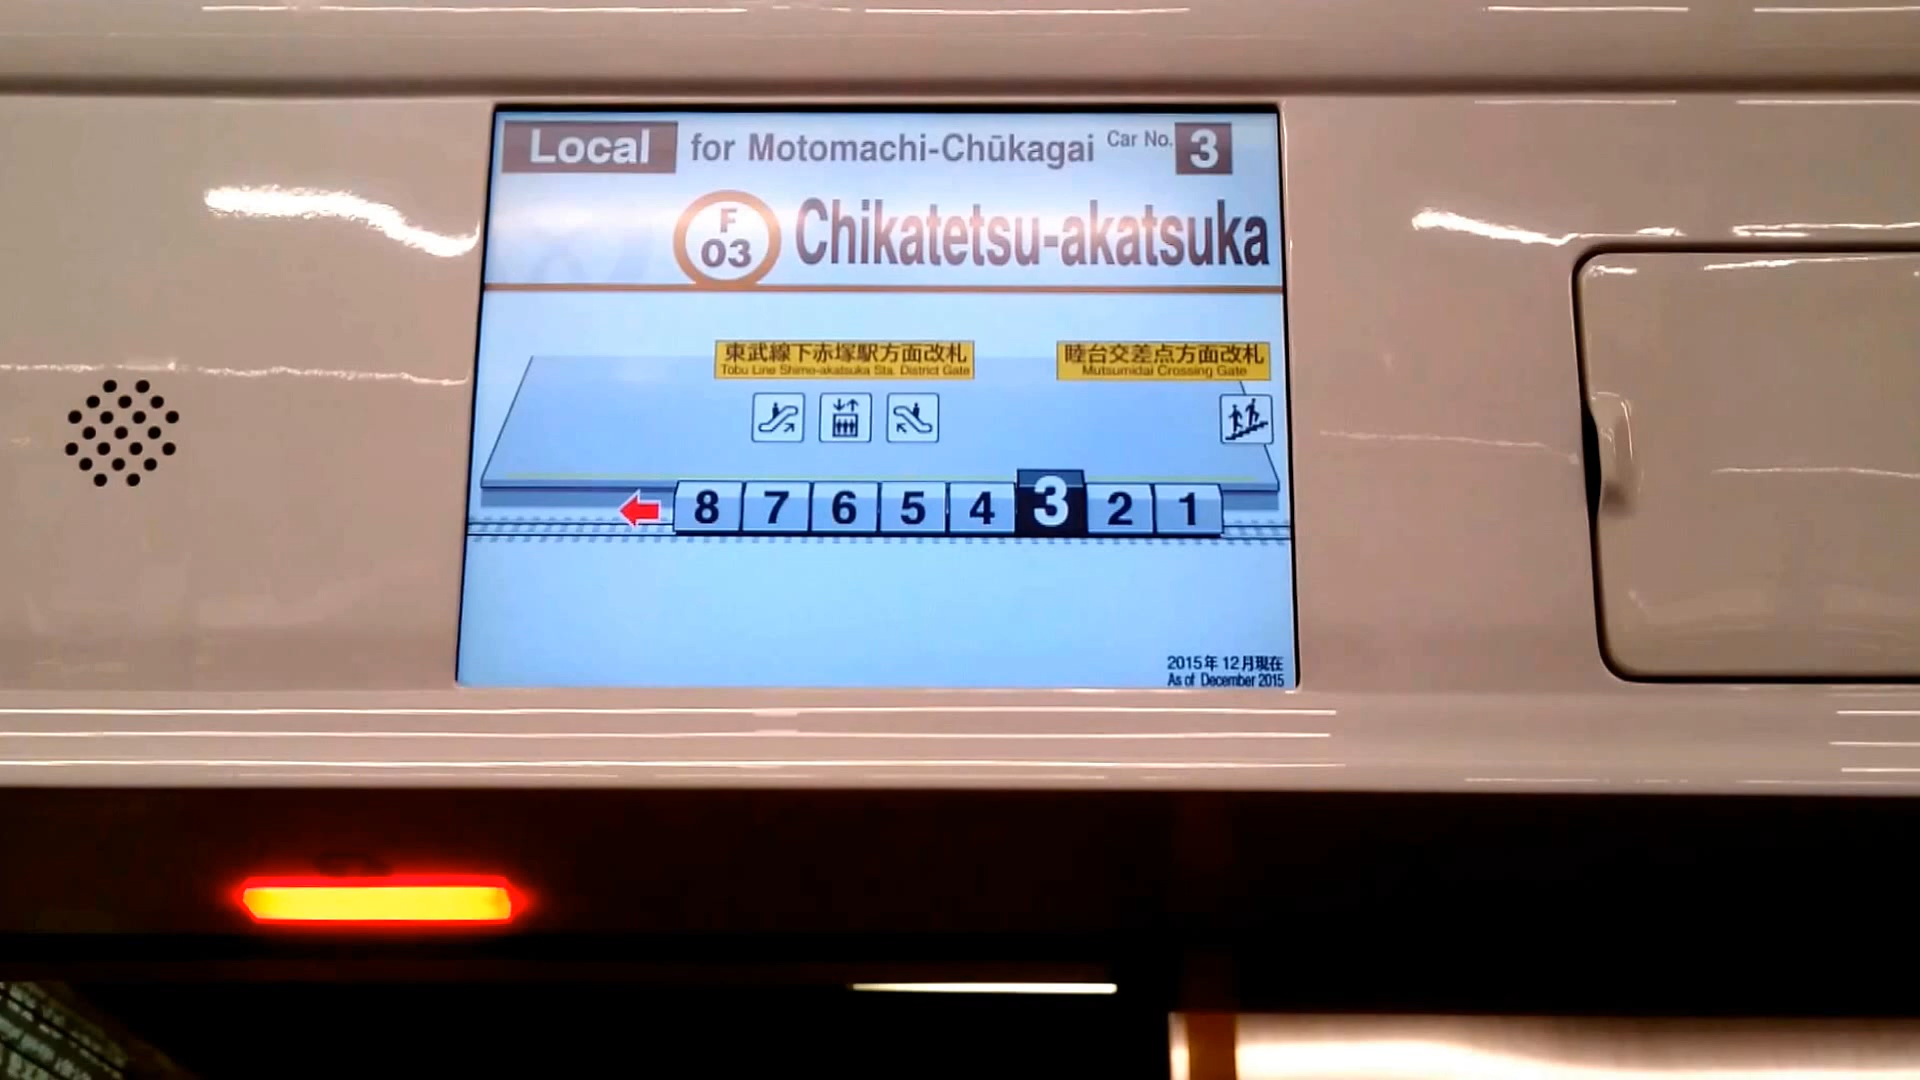 Local for Motomachi-Chūkagai Car No. 3
F
03
Chikatetsu-akatsuka
東武線下赤塚駅方面改札
Tobu Line Shimo-akatsuka Sta. District Gate
睦台交差点方面改札
Mutsumidai Crossing Gate
8 7 6 5 4 3 2 1
2015年12月現在
As of December 2015